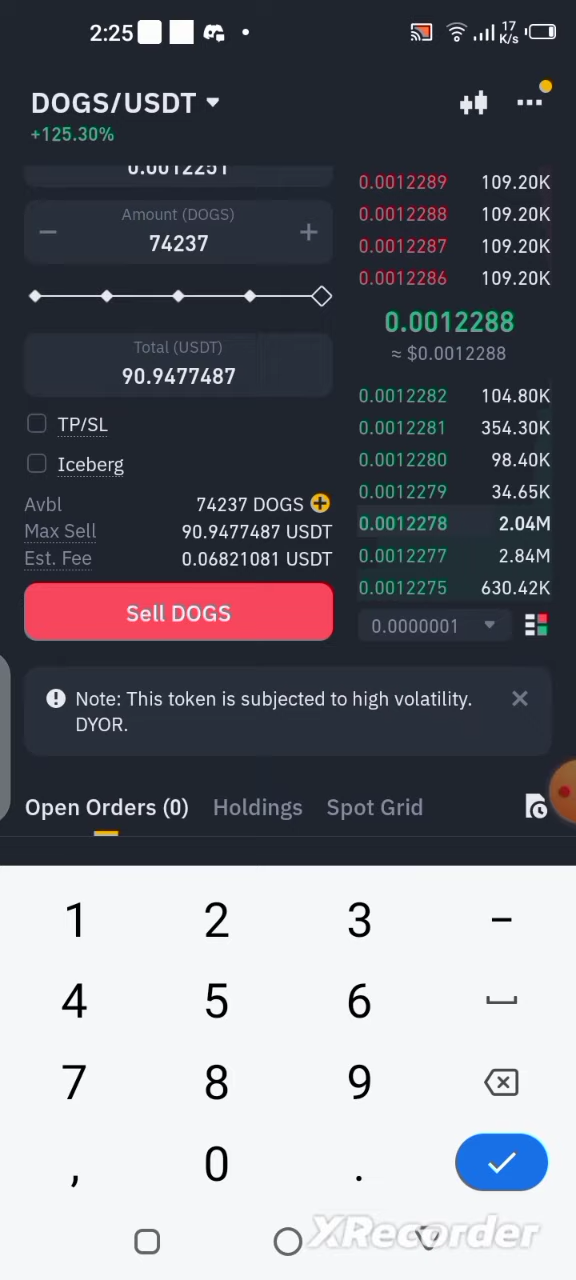 2:25 17 K/s
DOGS/USDT
+125.30%
0.0012251
Amount (DOGS)
− 74237 +
Total (USDT)
90.9477487
TP/SL
Iceberg
Avbl 74237 DOGS
Max Sell 90.9477487 USDT
Est. Fee 0.06821081 USDT
Sell DOGS
0.0012289 109.20K
0.0012288 109.20K
0.0012287 109.20K
0.0012286 109.20K
0.0012288
≈ $0.0012288
0.0012282 104.80K
0.0012281 354.30K
0.0012280 98.40K
0.0012279 34.65K
0.0012278 2.04M
0.0012277 2.84M
0.0012275 630.42K
0.0000001
Note: This token is subjected to high volatility.
DYOR.
Open Orders (0) Holdings Spot Grid
1 2 3 −
4 5 6
7 8 9
, 0 .
XRecorder